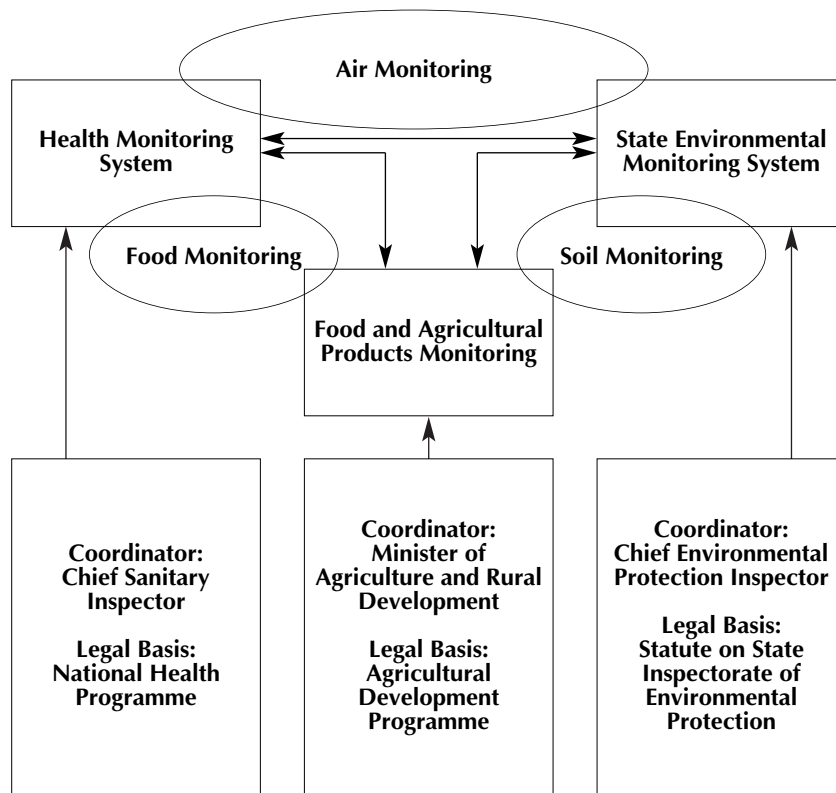 Air Monitoring
Health Monitoring
System
State Environmental
Monitoring System
Food Monitoring
Soil Monitoring
Food and Agricultural
Products Monitoring
Coordinator:
Chief Sanitary
Inspector
Legal Basis:
National Health
Programme
Coordinator:
Minister of
Agriculture and Rural
Development
Legal Basis:
Agricultural
Development
Programme
Coordinator:
Chief Environmental
Protection Inspector
Legal Basis:
Statute on State
Inspectorate of
Environmental
Protection